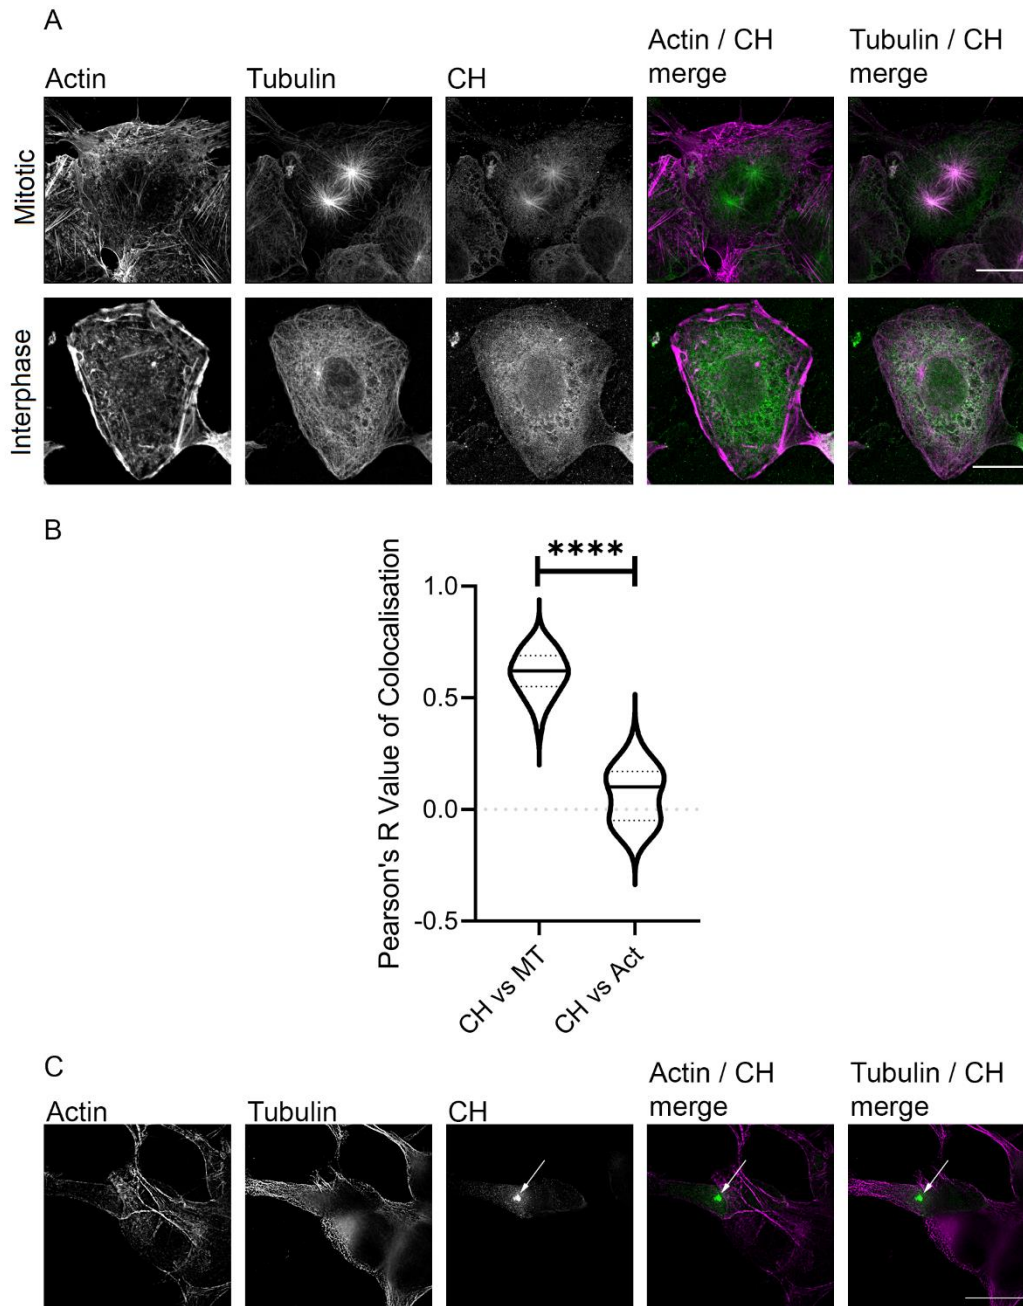 A
Actin
Tubulin
CH
Actin / CH
merge
Tubulin / CH
merge
Mitotic
Interphase
B
Pearson's R Value of Colocalisation
****
1.0
0.5
0.0
-0.5
CH vs MT
CH vs Act
C
Actin
Tubulin
CH
Actin / CH
merge
Tubulin / CH
merge